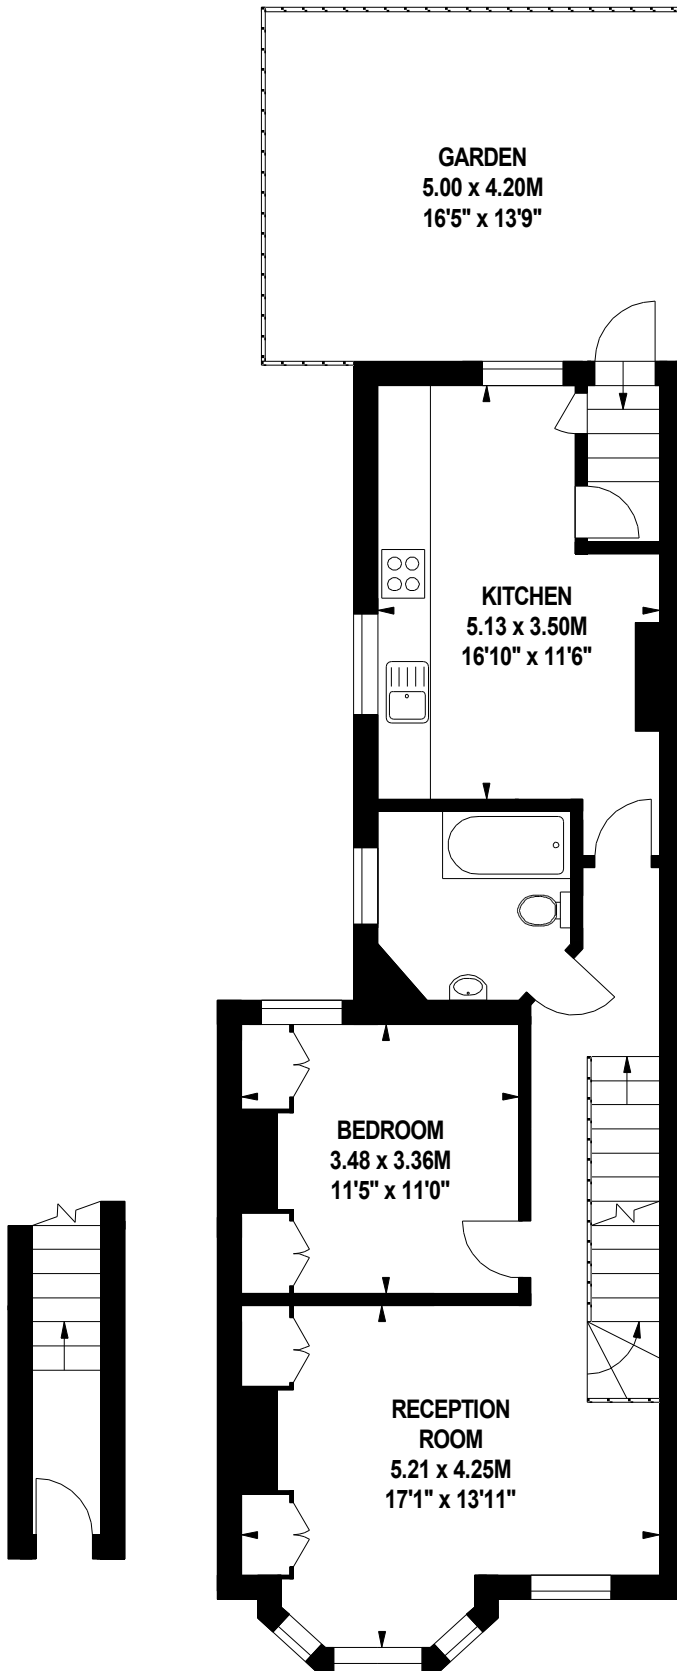 GARDEN
5.00 x 4.20M
16'5" x 13'9"
KITCHEN
5.13 x 3.50M
16'10" x 11'6"
BEDROOM
3.48 x 3.36M
11'5" x 11'0"
RECEPTION
ROOM
5.21 x 4.25M
17'1" x 13'11"